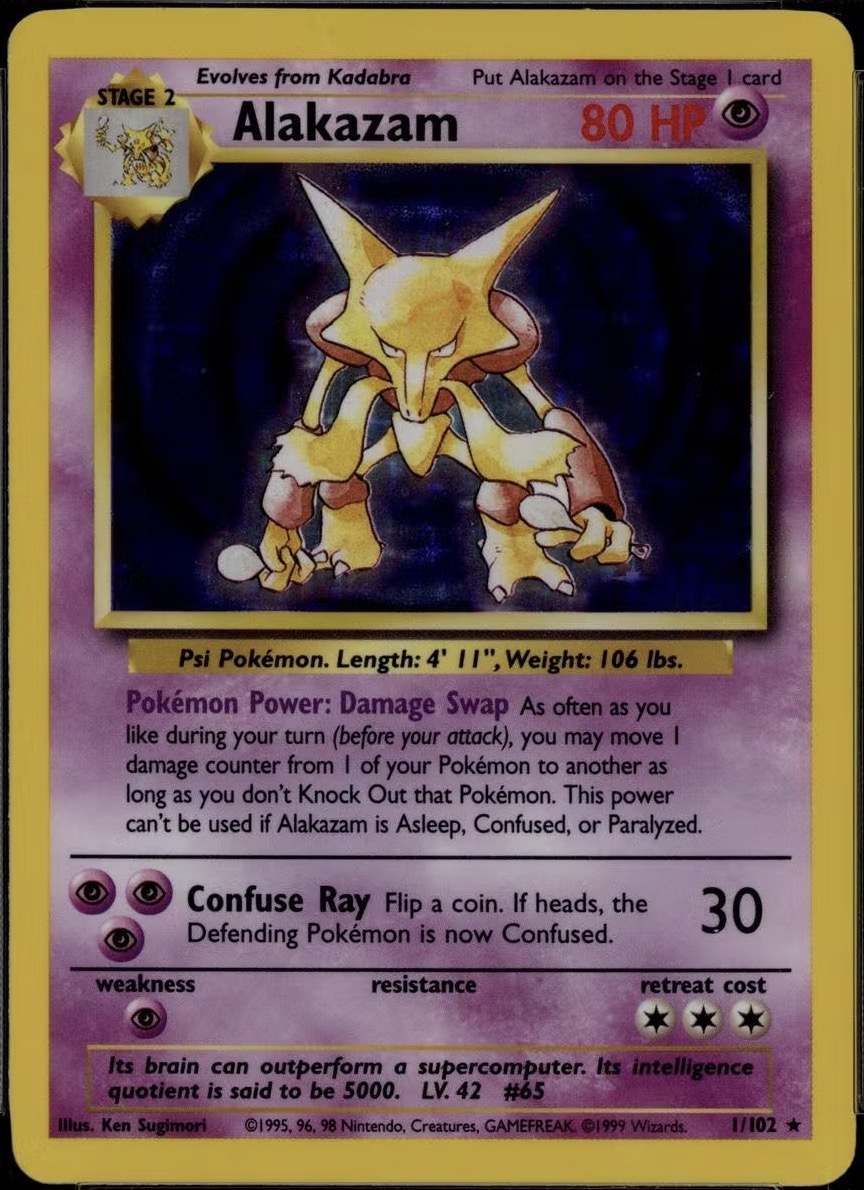 Evolves from Kadabra Put Alakazam on the Stage 1 card
STAGE 2
Alakazam 80 HP
Psi Pokémon. Length: 4' 11", Weight: 106 lbs.
Pokémon Power: Damage Swap As often as you
like during your turn (before your attack), you may move 1
damage counter from 1 of your Pokémon to another as
long as you don't Knock Out that Pokémon. This power
can't be used if Alakazam is Asleep, Confused, or Paralyzed.
Confuse Ray Flip a coin. If heads, the 30
Defending Pokémon is now Confused.
weakness resistance retreat cost
Its brain can outperform a supercomputer. Its intelligence
quotient is said to be 5000. LV. 42 #65
Illus. Ken Sugimori ©1995, 96, 98 Nintendo, Creatures, GAMEFREAK. ©1999 Wizards. 1/102 ★